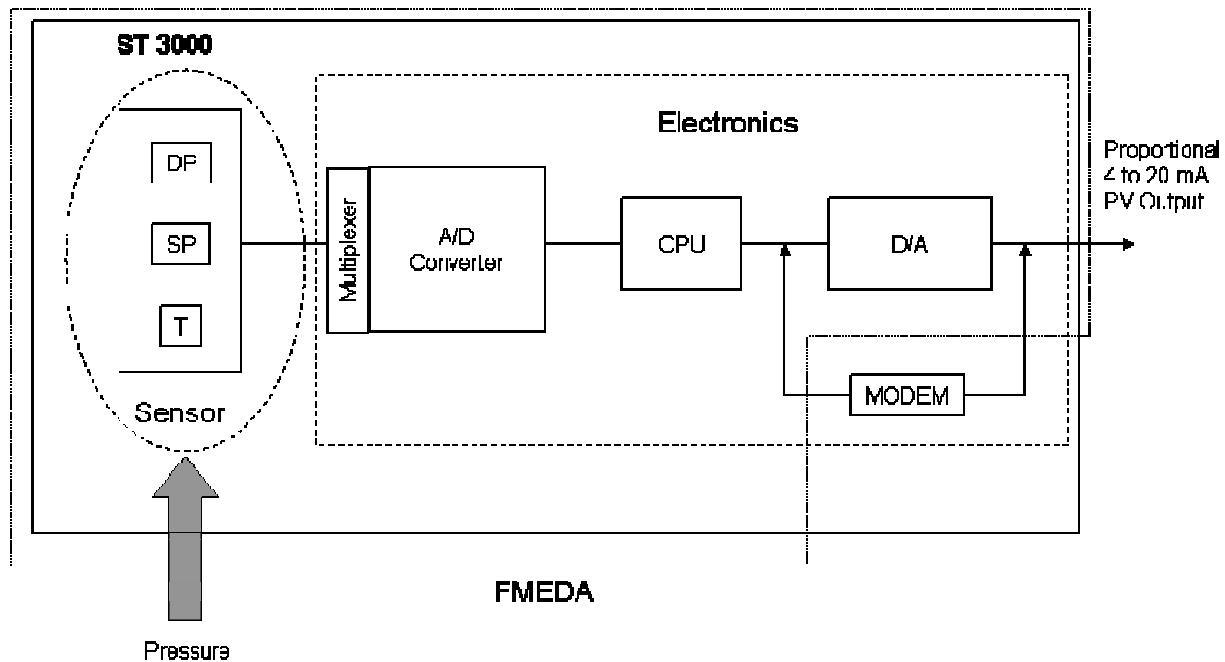 ST 3000
Electronics
DP
SP
T
Sensor
Multiplexer
A/D
Converter
CPU
D/A
MODEM
Proportional
4 to 20 mA
PV Output
FMEDA
Pressure